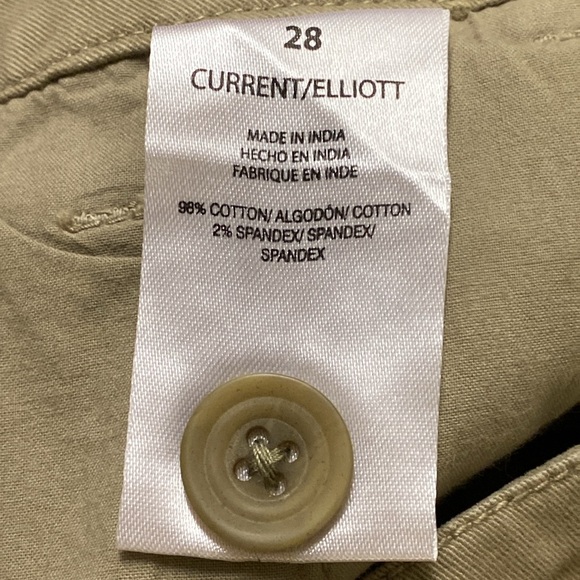 28
CURRENT/ELLIOTT
MADE IN INDIA
HECHO EN INDIA
FABRIQUE EN INDE
98% COTTON/ ALGODÓN/ COTTON
2% SPANDEX/ SPANDEX/
SPANDEX